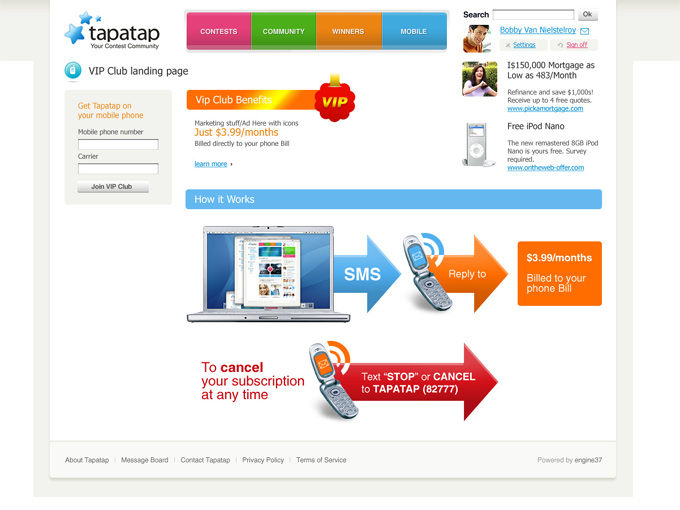 tapatap
Your Contest Community
CONTESTS
COMMUNITY
WINNERS
MOBILE
Search
Ok
Bobby Van Nielstelroy
Settings
Sign off
VIP Club landing page
I$150,000 Mortgage as
Low as 483/Month
Refinance and save $1,000s!
Receive up to 4 free quotes.
www.pickamortgage.com
Free iPod Nano
The new remastered 8GB iPod
Nano is yours free. Survey
required.
www.ontheweb-offer.com
Get Tapatap on
your mobile phone
Mobile phone number
Carrier
Join VIP Club
Vip Club Benefits
VIP
Marketing stuff/Ad Here with icons
Just $3.99/months
Billed directly to your phone Bill
learn more
How it Works
SMS
Reply to
$3.99/months
Billed to your
phone Bill
To cancel
your subscription
at any time
Text “STOP” or CANCEL
to TAPATAP (82777)
About Tapatap | Message Board | Contact Tapatap | Privacy Policy | Terms of Service
Powered by engine37